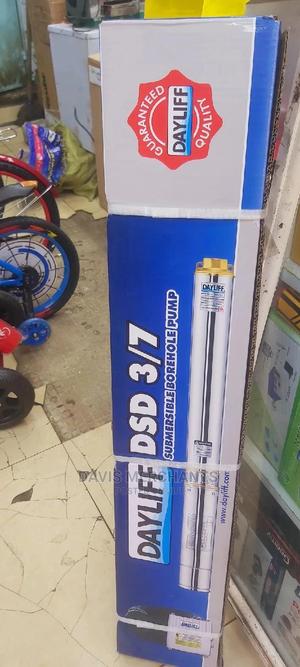 GUARANTEED
DAYLIFF
QUALITY
DAYLIFF DSD 3/7
SUBMERSIBLE BOREHOLE PUMP
DAYLIFF
www.dayliff.com
DAVIS MERCHANTS